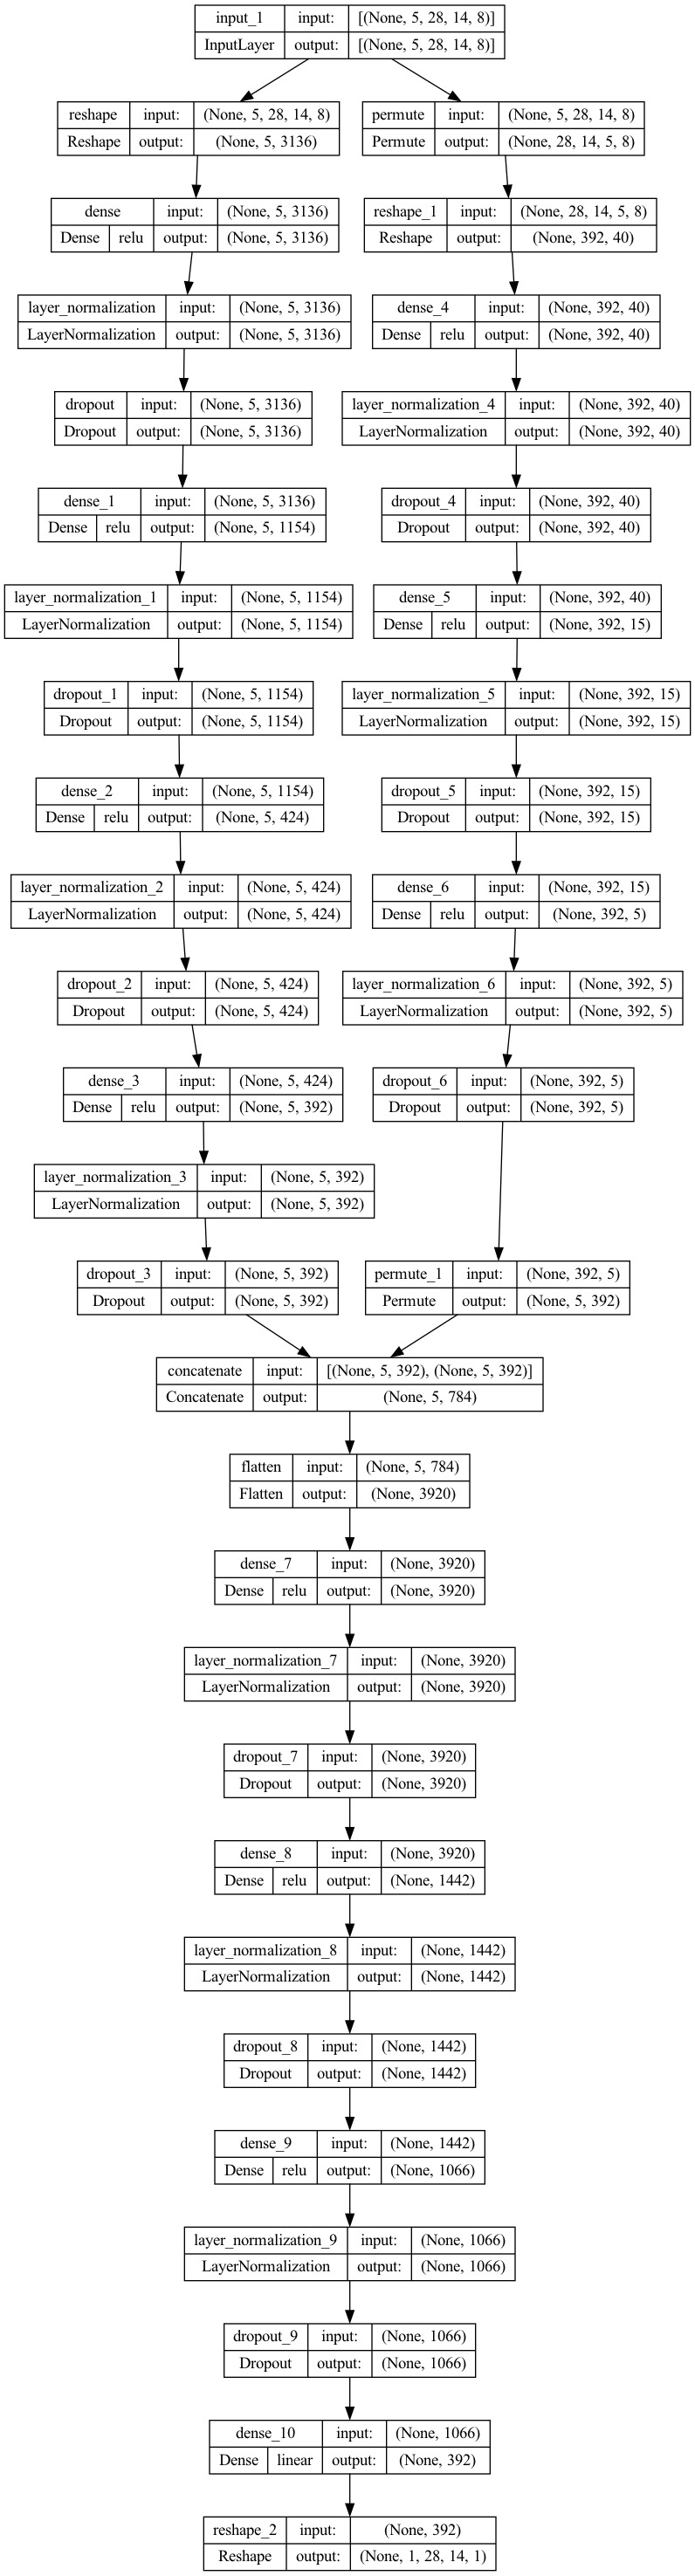 input_1 input: [(None, 5, 28, 14, 8)]
InputLayer output: [(None, 5, 28, 14, 8)]
reshape input: (None, 5, 28, 14, 8)
Reshape output: (None, 5, 3136)
permute input: (None, 5, 28, 14, 8)
Permute output: (None, 28, 14, 5, 8)
dense input: (None, 5, 3136)
Dense relu output: (None, 5, 3136)
reshape_1 input: (None, 28, 14, 5, 8)
Reshape output: (None, 392, 40)
layer_normalization input: (None, 5, 3136)
LayerNormalization output: (None, 5, 3136)
dense_4 input: (None, 392, 40)
Dense relu output: (None, 392, 40)
dropout input: (None, 5, 3136)
Dropout output: (None, 5, 3136)
layer_normalization_4 input: (None, 392, 40)
LayerNormalization output: (None, 392, 40)
dense_1 input: (None, 5, 3136)
Dense relu output: (None, 5, 1154)
dropout_4 input: (None, 392, 40)
Dropout output: (None, 392, 40)
layer_normalization_1 input: (None, 5, 1154)
LayerNormalization output: (None, 5, 1154)
dense_5 input: (None, 392, 40)
Dense relu output: (None, 392, 15)
dropout_1 input: (None, 5, 1154)
Dropout output: (None, 5, 1154)
layer_normalization_5 input: (None, 392, 15)
LayerNormalization output: (None, 392, 15)
dense_2 input: (None, 5, 1154)
Dense relu output: (None, 5, 424)
dropout_5 input: (None, 392, 15)
Dropout output: (None, 392, 15)
layer_normalization_2 input: (None, 5, 424)
LayerNormalization output: (None, 5, 424)
dense_6 input: (None, 392, 15)
Dense relu output: (None, 392, 5)
dropout_2 input: (None, 5, 424)
Dropout output: (None, 5, 424)
layer_normalization_6 input: (None, 392, 5)
LayerNormalization output: (None, 392, 5)
dense_3 input: (None, 5, 424)
Dense relu output: (None, 5, 392)
dropout_6 input: (None, 392, 5)
Dropout output: (None, 392, 5)
layer_normalization_3 input: (None, 5, 392)
LayerNormalization output: (None, 5, 392)
dropout_3 input: (None, 5, 392)
Dropout output: (None, 5, 392)
permute_1 input: (None, 392, 5)
Permute output: (None, 5, 392)
concatenate input: [(None, 5, 392), (None, 5, 392)]
Concatenate output: (None, 5, 784)
flatten input: (None, 5, 784)
Flatten output: (None, 3920)
dense_7 input: (None, 3920)
Dense relu output: (None, 3920)
layer_normalization_7 input: (None, 3920)
LayerNormalization output: (None, 3920)
dropout_7 input: (None, 3920)
Dropout output: (None, 3920)
dense_8 input: (None, 3920)
Dense relu output: (None, 1442)
layer_normalization_8 input: (None, 1442)
LayerNormalization output: (None, 1442)
dropout_8 input: (None, 1442)
Dropout output: (None, 1442)
dense_9 input: (None, 1442)
Dense relu output: (None, 1066)
layer_normalization_9 input: (None, 1066)
LayerNormalization output: (None, 1066)
dropout_9 input: (None, 1066)
Dropout output: (None, 1066)
dense_10 input: (None, 1066)
Dense linear output: (None, 392)
reshape_2 input: (None, 392)
Reshape output: (None, 1, 28, 14, 1)